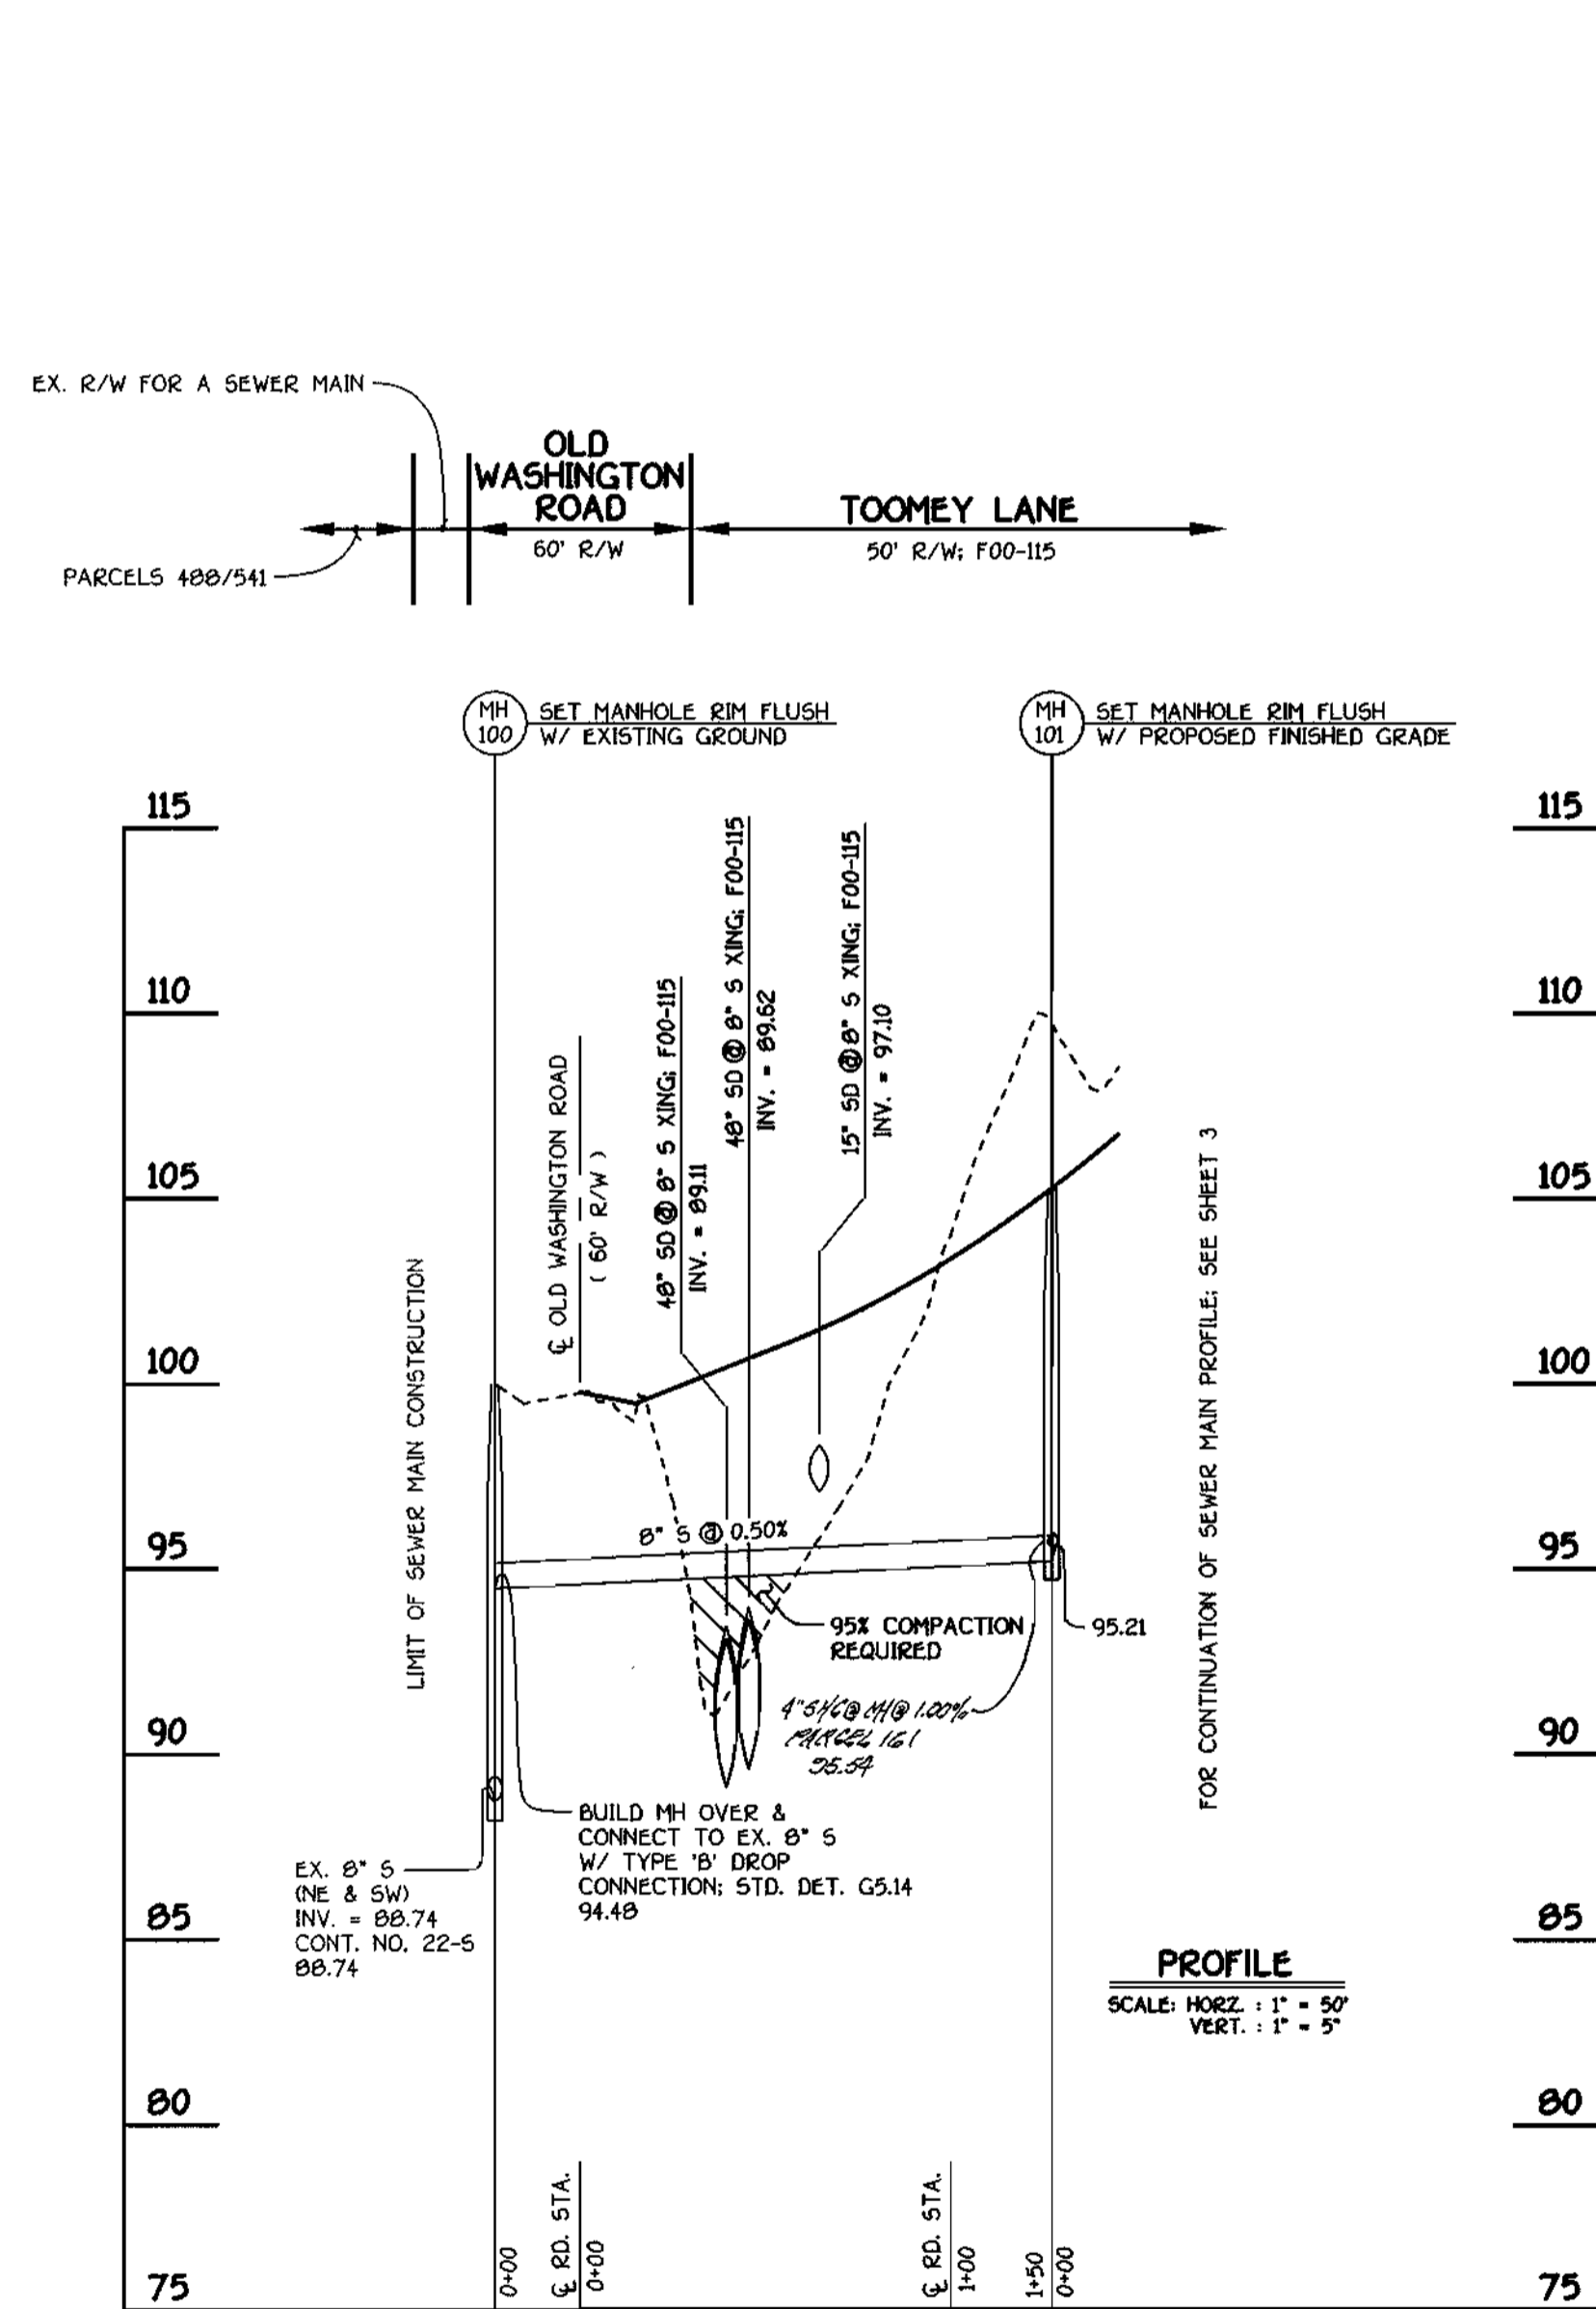 EX. R/W FOR A SEWER MAIN
OLD
WASHINGTON
ROAD
60' R/W
TOOMEY LANE
50' R/W; F00-115
PARCELS 488/541
MH
100
SET MANHOLE RIM FLUSH
W/ EXISTING GROUND
MH
101
SET MANHOLE RIM FLUSH
W/ PROPOSED FINISHED GRADE
115
115
110
110
105
105
100
100
95
95
90
90
85
85
80
80
75
75
LIMIT OF SEWER MAIN CONSTRUCTION
℄ OLD WASHINGTON ROAD
( 60' R/W )
48" SD @ 8" S XING; F00-115
INV. = 89.11
48" SD @ 8" S XING; F00-115
INV. = 89.62
15" SD @ 8" S XING; F00-115
INV. = 97.10
FOR CONTINUATION OF SEWER MAIN PROFILE; SEE SHEET 3
8" S @ 0.50%
95% COMPACTION
REQUIRED
95.21
4" SHC @ MH @ 1.00%
PARCEL 161
95.54
BUILD MH OVER &
CONNECT TO EX. 8" S
W/ TYPE 'B' DROP
CONNECTION; STD. DET. G5.14
94.48
EX. 8" S
(NE & SW)
INV. = 88.74
CONT. NO. 22-S
88.74
PROFILE
SCALE: HORZ. : 1" = 50'
VERT. : 1" = 5'
0+00
℄ RD. STA.
0+00
℄ RD. STA.
1+00
1+50
0+00